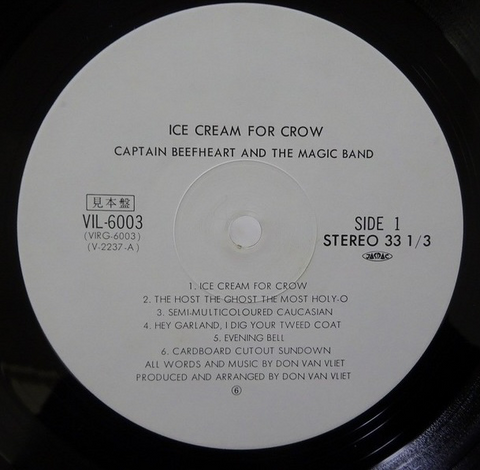 ICE CREAM FOR CROW
CAPTAIN BEEFHEART AND THE MAGIC BAND
見本盤
VIL-6003
(VIRG-6003)
(V-2237-A)
SIDE 1
STEREO 33 1/3
JASRAC
1. ICE CREAM FOR CROW
2. THE HOST THE GHOST THE MOST HOLY-O
3. SEMI-MULTICOLOURED CAUCASIAN
4. HEY GARLAND, I DIG YOUR TWEED COAT
5. EVENING BELL
6. CARDBOARD CUTOUT SUNDOWN
ALL WORDS AND MUSIC BY DON VAN VLIET
PRODUCED AND ARRANGED BY DON VAN VLIET
⑥